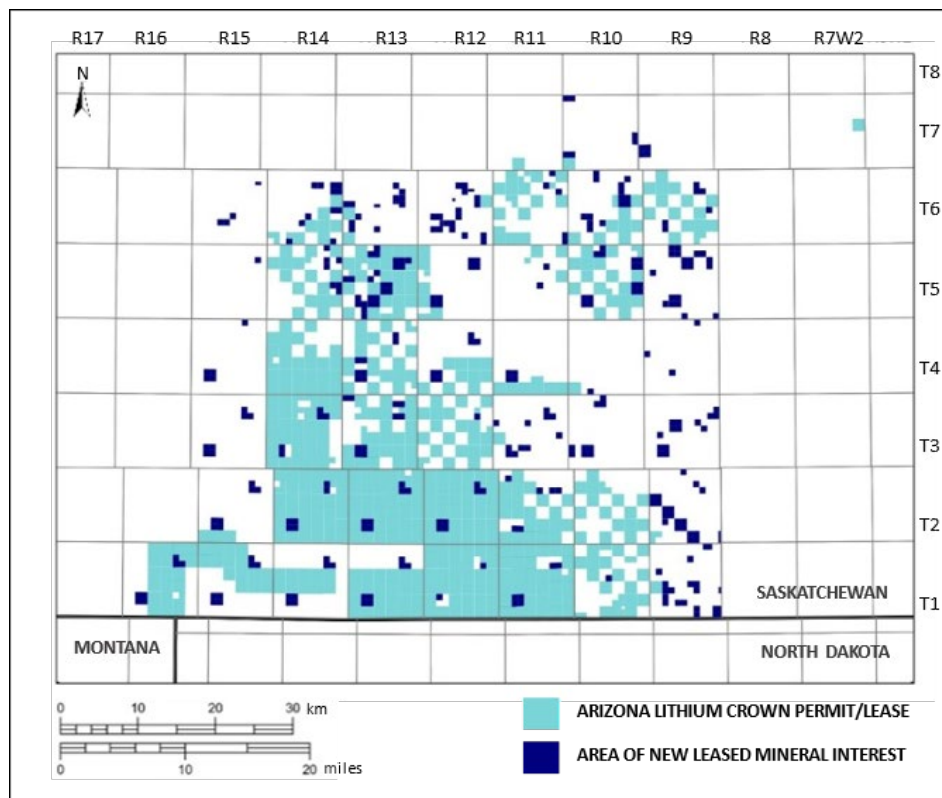 R17 R16 R15 R14 R13 R12 R11 R10 R9 R8 R7W2
N
T8
T7
T6
T5
T4
T3
T2
T1
SASKATCHEWAN
MONTANA
NORTH DAKOTA
0 10 20 30 km
0 10 20 miles
ARIZONA LITHIUM CROWN PERMIT/LEASE
AREA OF NEW LEASED MINERAL INTEREST